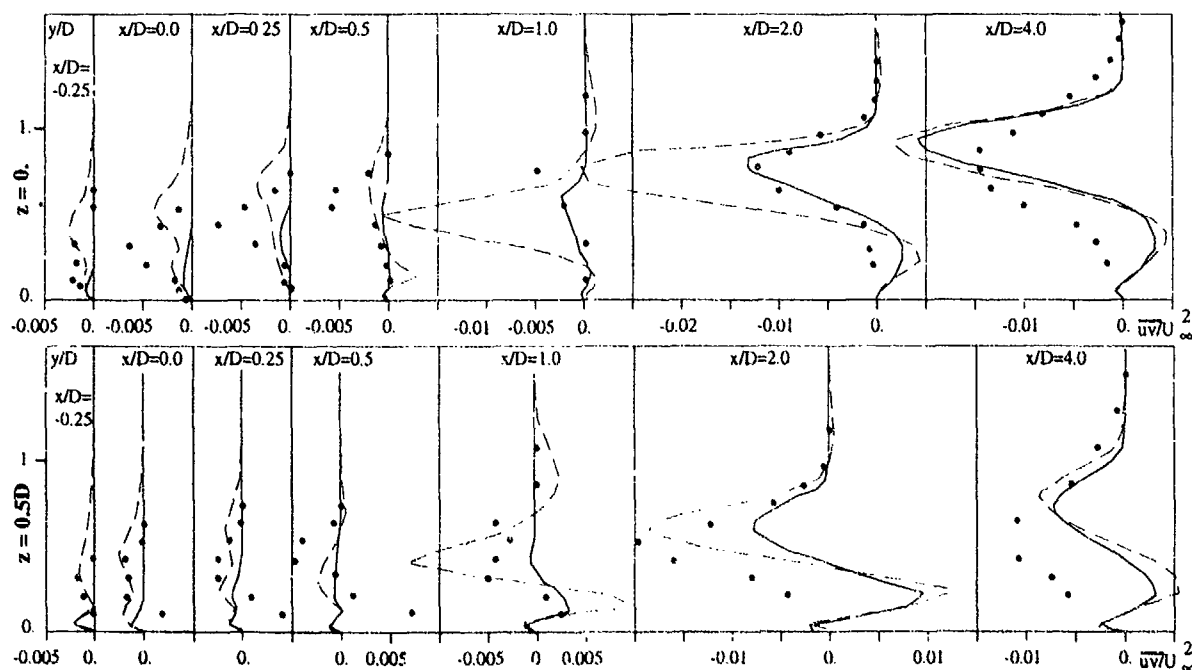 y/D x/D=0.0 x/D=0 25 x/D=0.5 x/D=1.0 x/D=2.0 x/D=4.0
x/D=
-0.25
1.
z = 0.
0.
-0.005 0. -0.005 0. -0.005 0. -0.005 0. -0.01 -0.005 0. -0.02 -0.01 0. -0.01 0. uv/U∞²
y/D x/D=0.0 x/D=0.25 x/D=0.5 x/D=1.0 x/D=2.0 x/D=4.0
x/D=
-0.25
1
z = 0.5D
0.
-0.005 0. 0. 0. 0. 0.005 -0.005 0. 0.005 -0.01 0. 0.01 -0.01 0. uv/U∞²